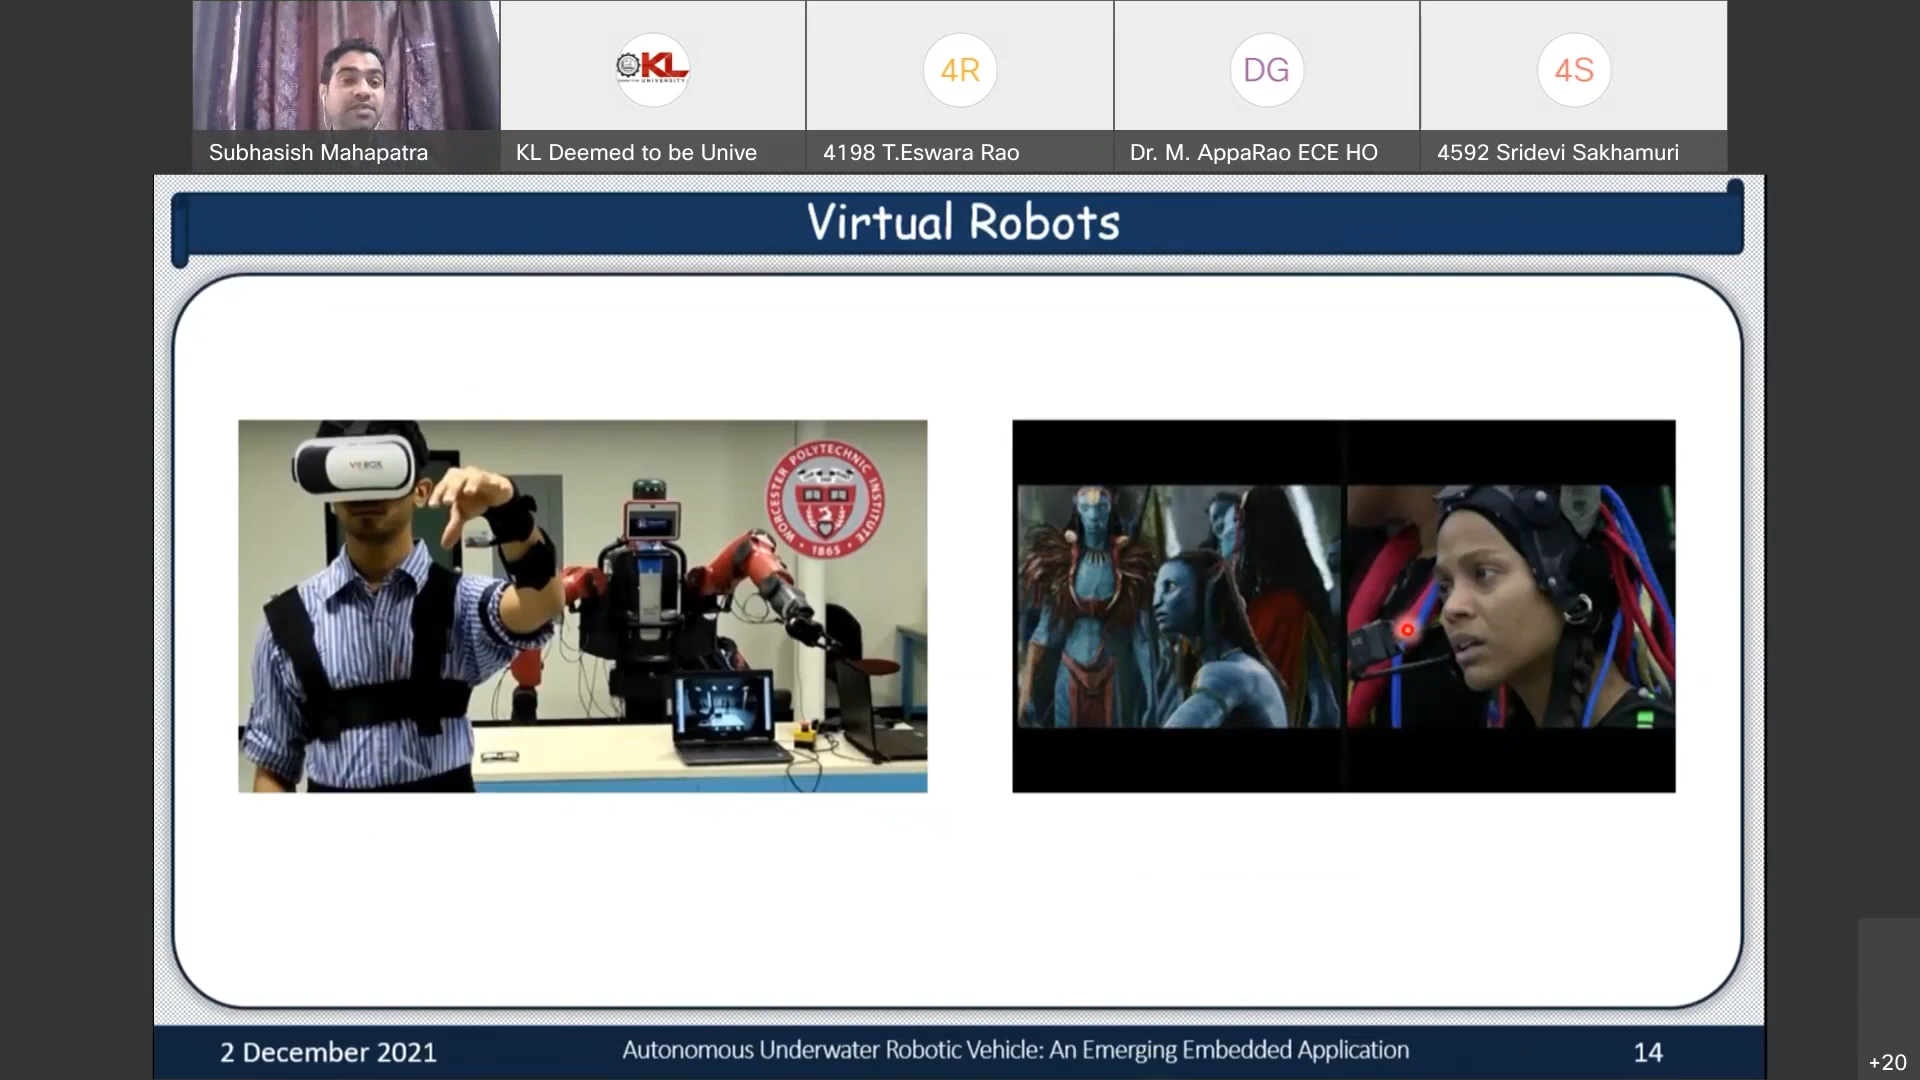 KL
UNIVERSITY
4R
DG
4S
Subhasish Mahapatra
KL Deemed to be Unive
4198 T.Eswara Rao
Dr. M. AppaRao ECE HO
4592 Sridevi Sakhamuri
Virtual Robots
VR BOX
WORCESTER POLYTECHNIC INSTITUTE
1865
2 December 2021
Autonomous Underwater Robotic Vehicle: An Emerging Embedded Application
14
+20